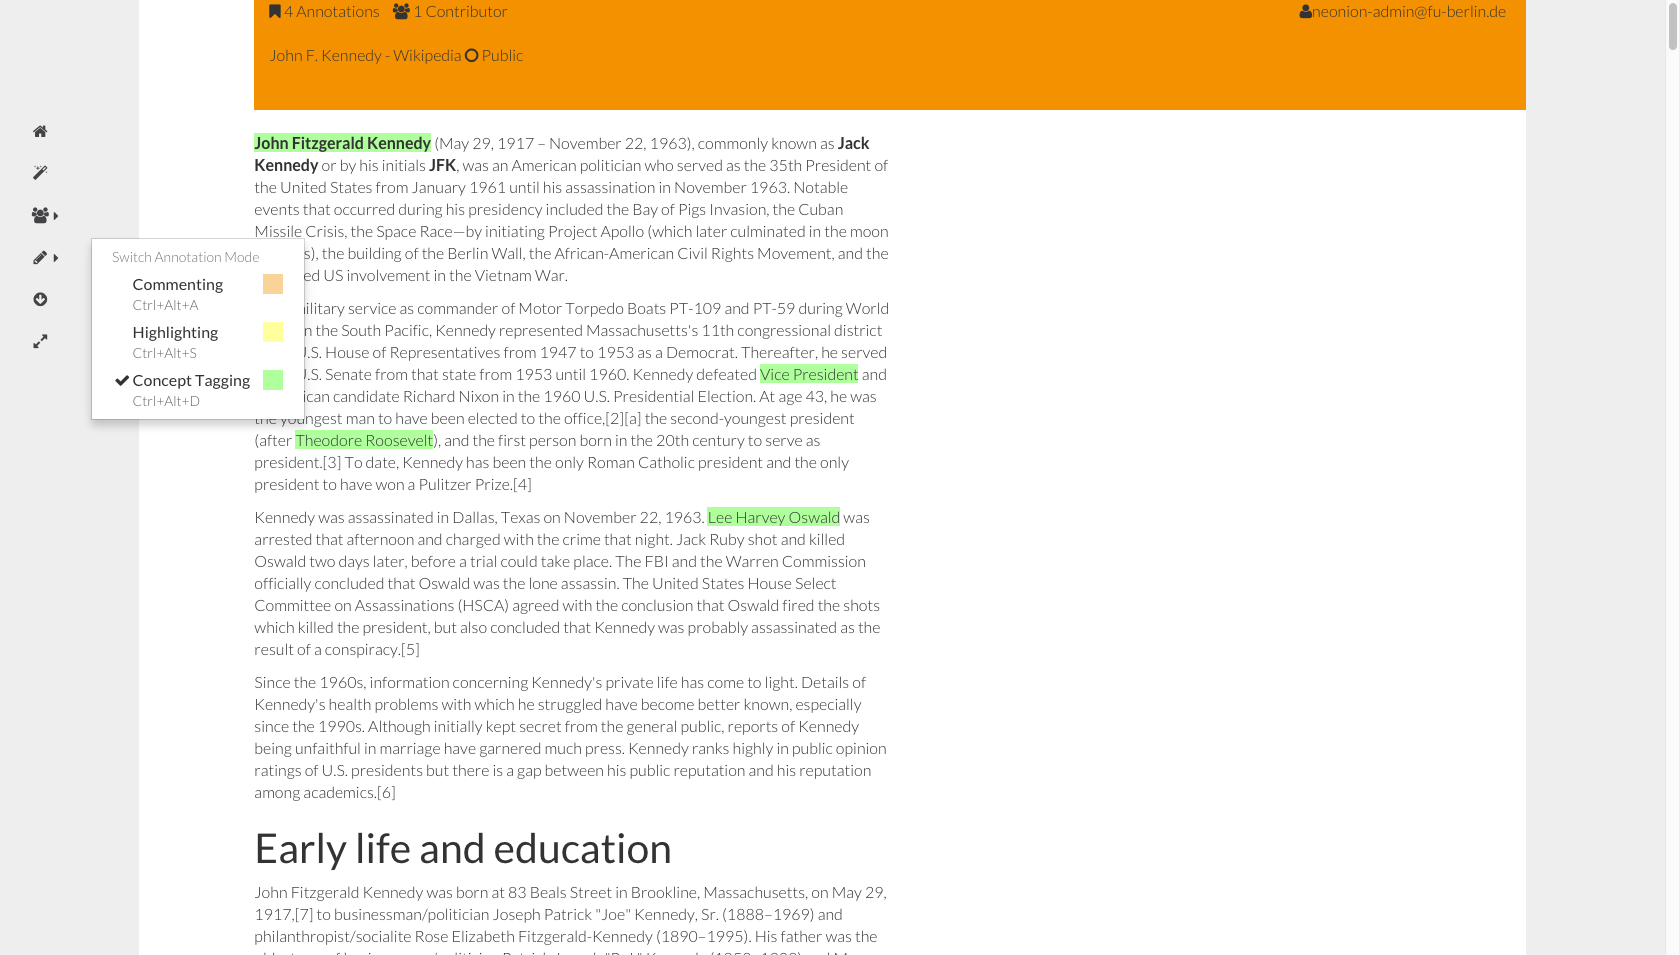 4 Annotations 1 Contributor neonion-admin@fu-berlin.de
John F. Kennedy - Wikipedia Public
John Fitzgerald Kennedy (May 29, 1917 – November 22, 1963), commonly known as Jack
Kennedy or by his initials JFK, was an American politician who served as the 35th President of
the United States from January 1961 until his assassination in November 1963. Notable
events that occurred during his presidency included the Bay of Pigs Invasion, the Cuban
Missile Crisis, the Space Race—by initiating Project Apollo (which later culminated in the moon
s), the building of the Berlin Wall, the African-American Civil Rights Movement, and the
ed US involvement in the Vietnam War.
Switch Annotation Mode
Commenting
Ctrl+Alt+A
Highlighting
Ctrl+Alt+S
Concept Tagging
Ctrl+Alt+D
ilitary service as commander of Motor Torpedo Boats PT-109 and PT-59 during World
n the South Pacific, Kennedy represented Massachusetts's 11th congressional district
.S. House of Representatives from 1947 to 1953 as a Democrat. Thereafter, he served
.S. Senate from that state from 1953 until 1960. Kennedy defeated Vice President and
ican candidate Richard Nixon in the 1960 U.S. Presidential Election. At age 43, he was
the youngest man to have been elected to the office,[2][a] the second-youngest president
(after Theodore Roosevelt), and the first person born in the 20th century to serve as
president.[3] To date, Kennedy has been the only Roman Catholic president and the only
president to have won a Pulitzer Prize.[4]
Kennedy was assassinated in Dallas, Texas on November 22, 1963. Lee Harvey Oswald was
arrested that afternoon and charged with the crime that night. Jack Ruby shot and killed
Oswald two days later, before a trial could take place. The FBI and the Warren Commission
officially concluded that Oswald was the lone assassin. The United States House Select
Committee on Assassinations (HSCA) agreed with the conclusion that Oswald fired the shots
which killed the president, but also concluded that Kennedy was probably assassinated as the
result of a conspiracy.[5]
Since the 1960s, information concerning Kennedy's private life has come to light. Details of
Kennedy's health problems with which he struggled have become better known, especially
since the 1990s. Although initially kept secret from the general public, reports of Kennedy
being unfaithful in marriage have garnered much press. Kennedy ranks highly in public opinion
ratings of U.S. presidents but there is a gap between his public reputation and his reputation
among academics.[6]
Early life and education
John Fitzgerald Kennedy was born at 83 Beals Street in Brookline, Massachusetts, on May 29,
1917,[7] to businessman/politician Joseph Patrick "Joe" Kennedy, Sr. (1888–1969) and
philanthropist/socialite Rose Elizabeth Fitzgerald-Kennedy (1890–1995). His father was the